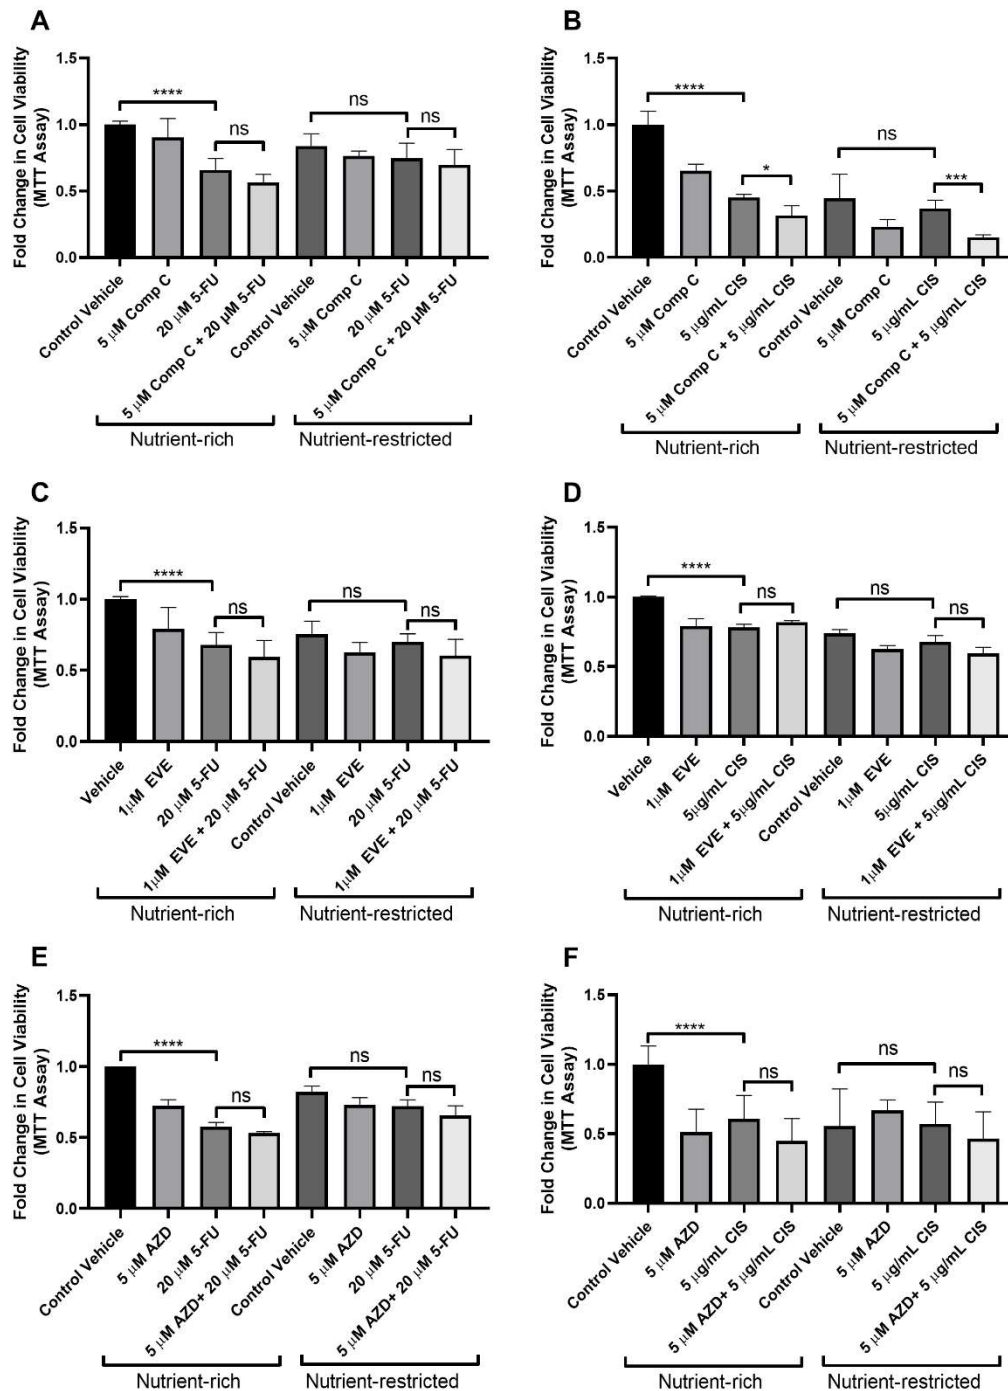 A
Fold Change in Cell Viability
(MTT Assay)
1.5
1.0
0.5
0.0
****
ns
ns
ns
Control Vehicle
5 μM Comp C
20 μM 5-FU
5 μM Comp C + 20 μM 5-FU
Control Vehicle
5 μM Comp C
20 μM 5-FU
5 μM Comp C + 20 μM 5-FU
Nutrient-rich
Nutrient-restricted
B
Fold Change in Cell Viability
(MTT Assay)
1.5
1.0
0.5
0.0
****
*
ns
***
Control Vehicle
5 μM Comp C
5 μg/mL CIS
5 μM Comp C + 5 μg/mL CIS
Control Vehicle
5 μM Comp C
5 μg/mL CIS
5 μM Comp C + 5 μg/mL CIS
Nutrient-rich
Nutrient-restricted
C
Fold Change in Cell Viability
(MTT Assay)
1.5
1.0
0.5
0.0
****
ns
ns
ns
Vehicle
1μM EVE
20 μM 5-FU
1μM EVE + 20 μM 5-FU
Control Vehicle
1μM EVE
20 μM 5-FU
1μM EVE + 20 μM 5-FU
Nutrient-rich
Nutrient-restricted
D
Fold Change in Cell Viability
(MTT Assay)
1.5
1.0
0.5
0.0
****
ns
ns
ns
Vehicle
1μM EVE
5μg/mL CIS
1μM EVE + 5μg/mL CIS
Control Vehicle
1μM EVE
5μg/mL CIS
1μM EVE + 5μg/mL CIS
Nutrient-rich
Nutrient-restricted
E
Fold Change in Cell Viability
(MTT Assay)
1.5
1.0
0.5
0.0
****
ns
ns
ns
Control Vehicle
5 μM AZD
20 μM 5-FU
5 μM AZD+ 20 μM 5-FU
Control Vehicle
5 μM AZD
20 μM 5-FU
5 μM AZD+ 20 μM 5-FU
Nutrient-rich
Nutrient-restricted
F
Fold Change in Cell Viability
(MTT Assay)
1.5
1.0
0.5
0.0
****
ns
ns
ns
Control Vehicle
5 μM AZD
5 μg/mL CIS
5 μM AZD+ 5 μg/mL CIS
Control Vehicle
5 μM AZD
5 μg/mL CIS
5 μM AZD+ 5 μg/mL CIS
Nutrient-rich
Nutrient-restricted